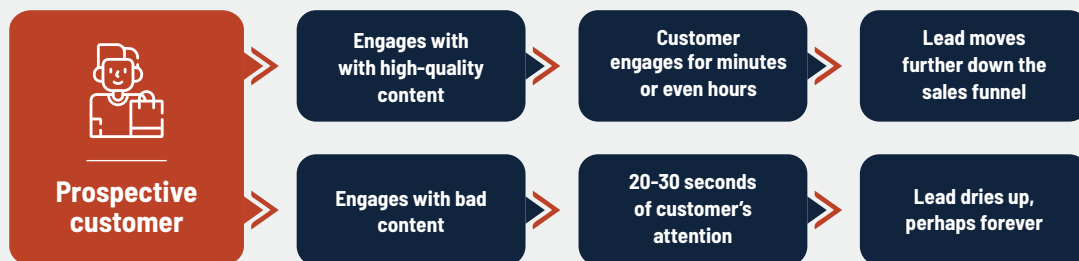 Prospective
customer
Engages with
with high-quality
content
Customer
engages for minutes
or even hours
Lead moves
further down the
sales funnel
Engages with bad
content
20-30 seconds
of customer's
attention
Lead dries up,
perhaps forever